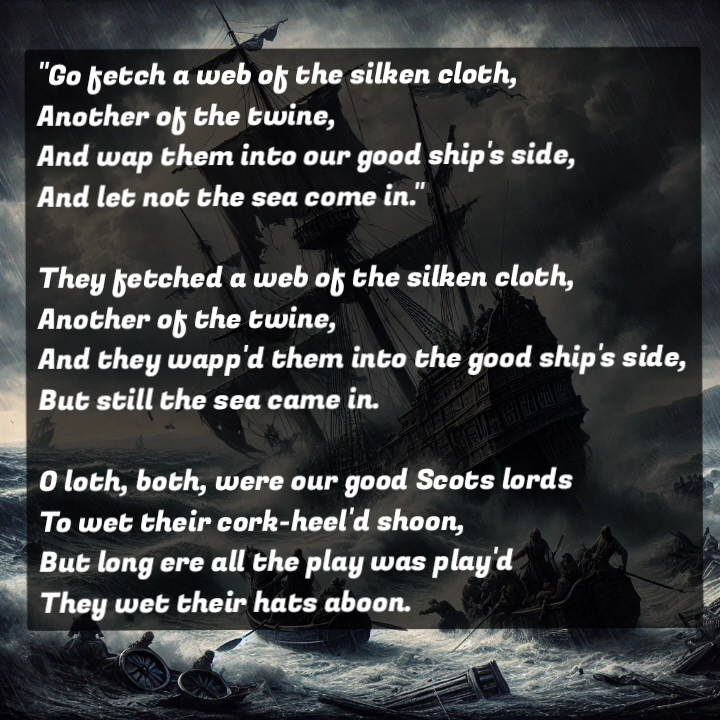 "Go fetch a web of the silken cloth,
Another of the twine,
And wap them into our good ship's side,
And let not the sea come in."

They fetched a web of the silken cloth,
Another of the twine,
And they wapp'd them into the good ship's side,
But still the sea came in.

O loth, both, were our good Scots lords
To wet their cork-heel'd shoon,
But long ere all the play was play'd
They wet their hats aboon.